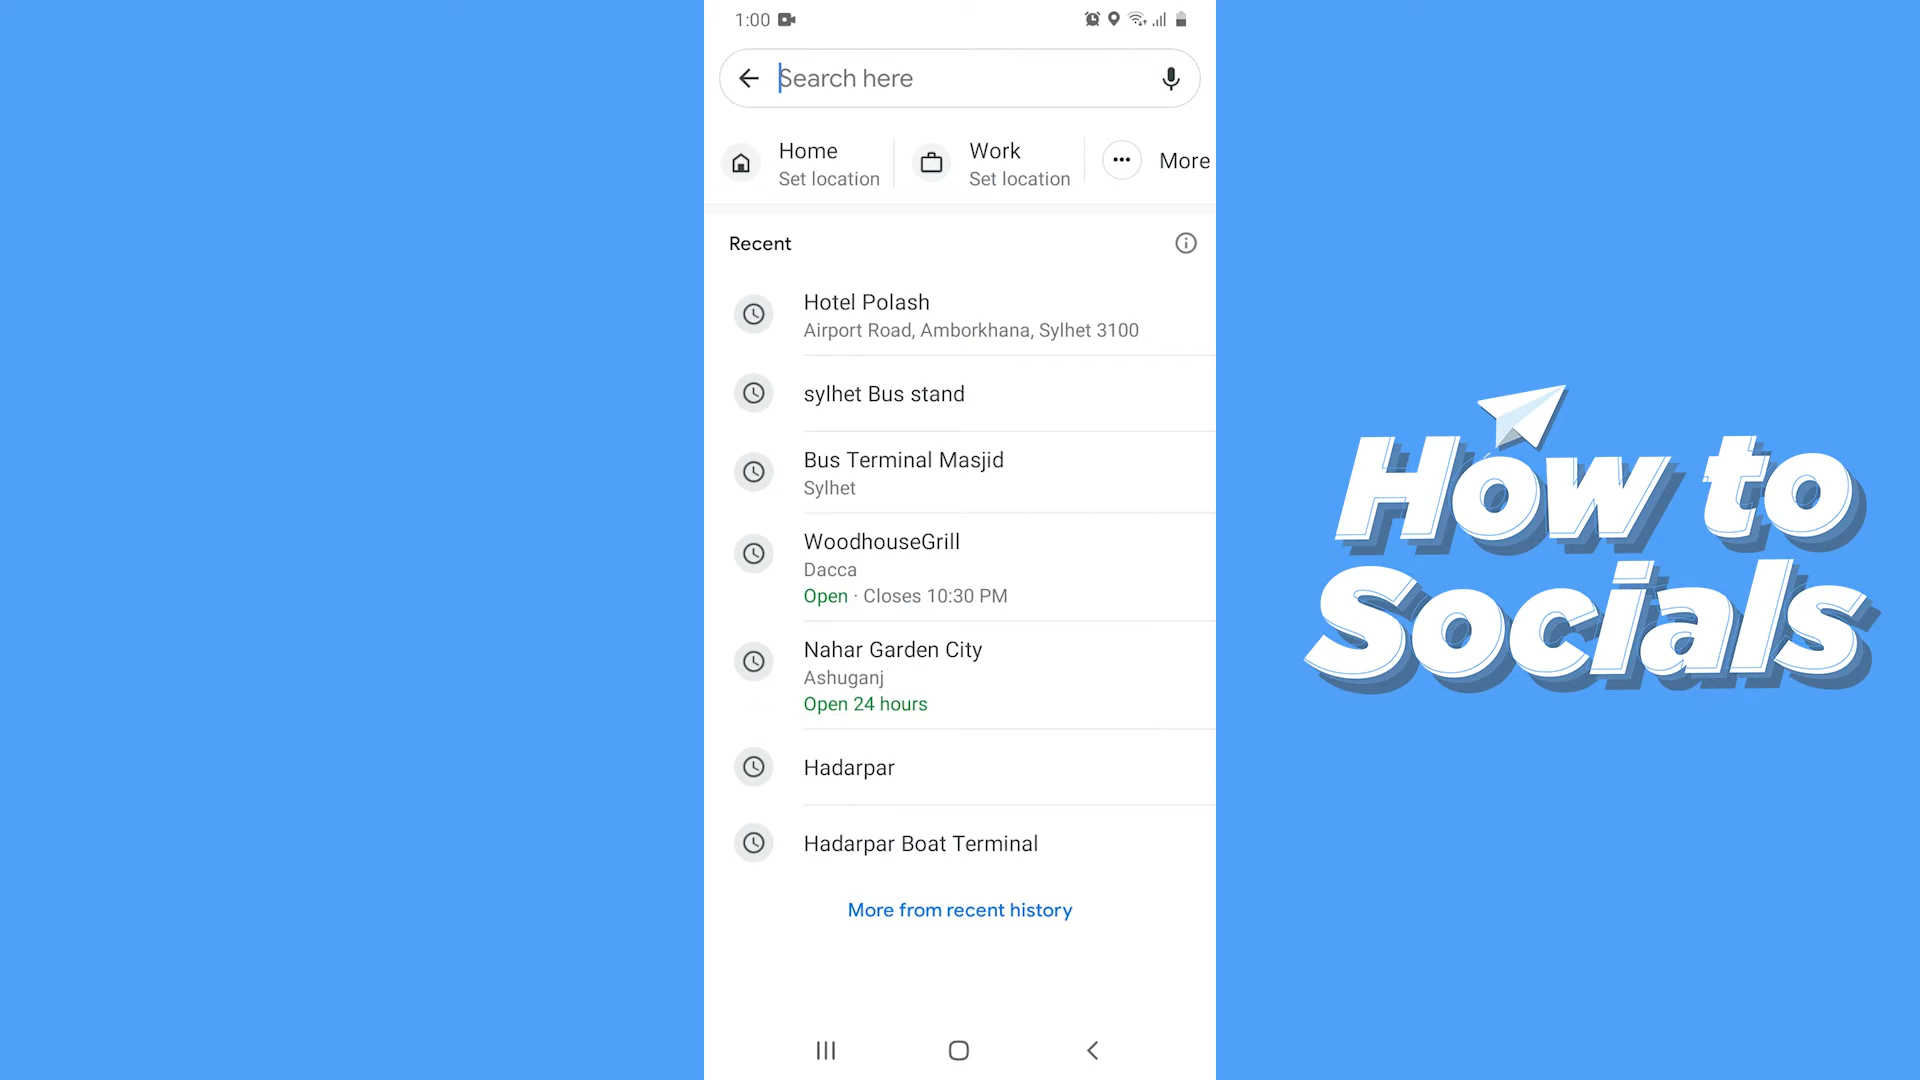 1:00
Search here
Home
Set location
Work
Set location
More
Recent
Hotel Polash
Airport Road, Amborkhana, Sylhet 3100
sylhet Bus stand
Bus Terminal Masjid
Sylhet
WoodhouseGrill
Dacca
Open · Closes 10:30 PM
Nahar Garden City
Ashuganj
Open 24 hours
Hadarpar
Hadarpar Boat Terminal
More from recent history
How to
Socials